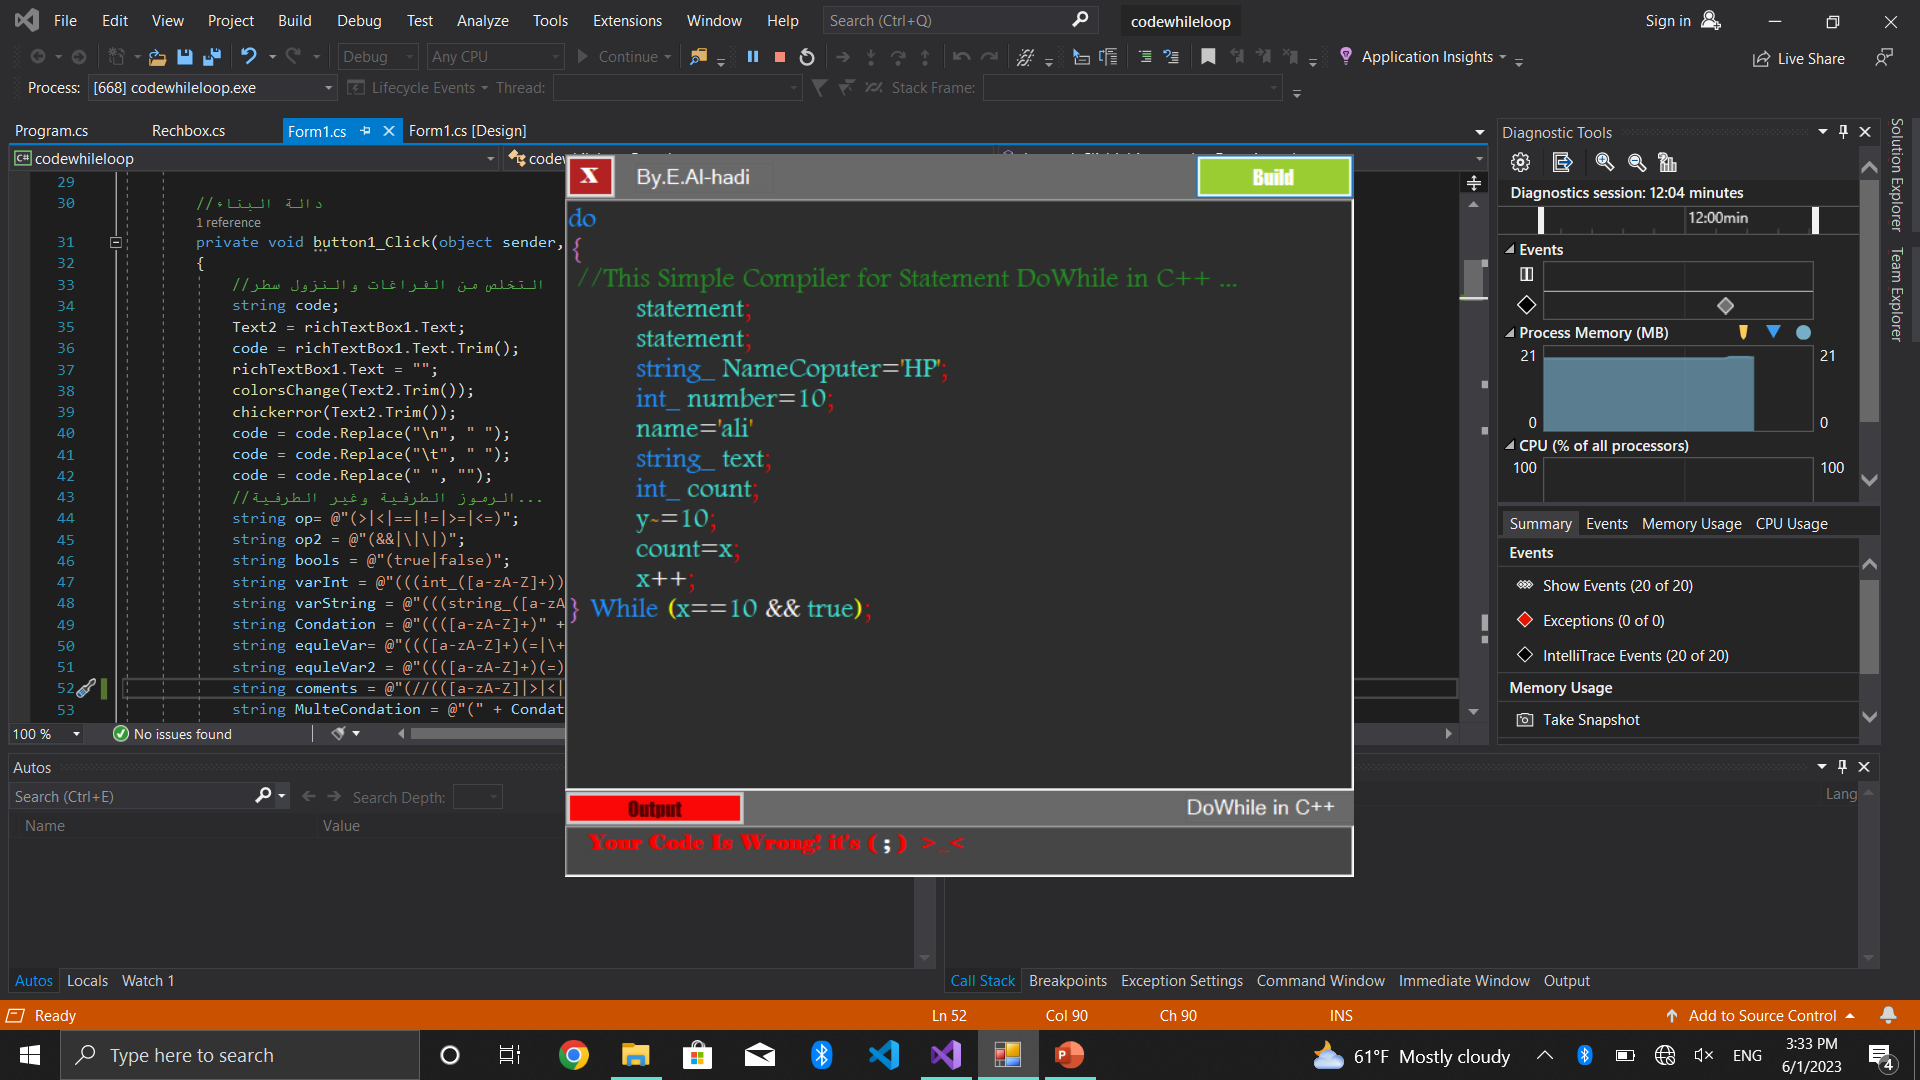 File Edit View Project Build Debug Test Analyze Tools Extensions Window Help Search (Ctrl+Q) codewhileloop Sign in
Debug Any CPU Continue Application Insights Live Share
Process: [668] codewhileloop.exe Lifecycle Events Thread: Stack Frame:
Program.cs Rechbox.cs Form1.cs Form1.cs [Design]
codewhileloop
29
30 //دالة البناء
1 reference
31 private void button1_Click(object sender,
32 {
33 //التخلص من الفراغات والنزول سطر
34 string code;
35 Text2 = richTextBox1.Text;
36 code = richTextBox1.Text.Trim();
37 richTextBox1.Text = "";
38 colorsChange(Text2.Trim());
39 chickerror(Text2.Trim());
40 code = code.Replace("\n", " ");
41 code = code.Replace("\t", " ");
42 code = code.Replace(" ", "");
43 //الرموز الطرفية وغير الطرفية...
44 string op= @"(>|<|==|!=|>=|<=)";
45 string op2 = @"(&&|\|\|)";
46 string bools = @"(true|false)";
47 string varInt = @"(((int_([a-zA-Z]+))
48 string varString = @"(((string_([a-zA
49 string Condation = @"((([a-zA-Z]+)" +
50 string equleVar= @"((([a-zA-Z]+)(=|\+
51 string equleVar2 = @"((([a-zA-Z]+)(=)
52 string coments = @"(//(([a-zA-Z]|>|<|
53 string MulteCondation = @"(" + Condat
100 % No issues found
X By.E.Al-hadi Build
do
{
//This Simple Compiler for Statement DoWhile in C++ ...
statement;
statement;
string_ NameCoputer='HP';
int_ number=10;
name='ali'
string_ text;
int_ count;
y~=10;
count=x;
x++;
} While (x==10 && true);
Output DoWhile in C++
Your Code Is Wrong! it's ( ; ) >_<
Diagnostic Tools
Diagnostics session: 12:04 minutes
12:00min
Events
Process Memory (MB)
21 21
0 0
CPU (% of all processors)
100 100
Summary Events Memory Usage CPU Usage
Events
Show Events (20 of 20)
Exceptions (0 of 0)
IntelliTrace Events (20 of 20)
Memory Usage
Take Snapshot
Solution Explorer
Team Explorer
Autos
Search (Ctrl+E) Search Depth:
Name Value
Lang
Autos Locals Watch 1
Call Stack Breakpoints Exception Settings Command Window Immediate Window Output
Ready Ln 52 Col 90 Ch 90 INS Add to Source Control
Type here to search 61°F Mostly cloudy ENG 3:33 PM
6/1/2023
4